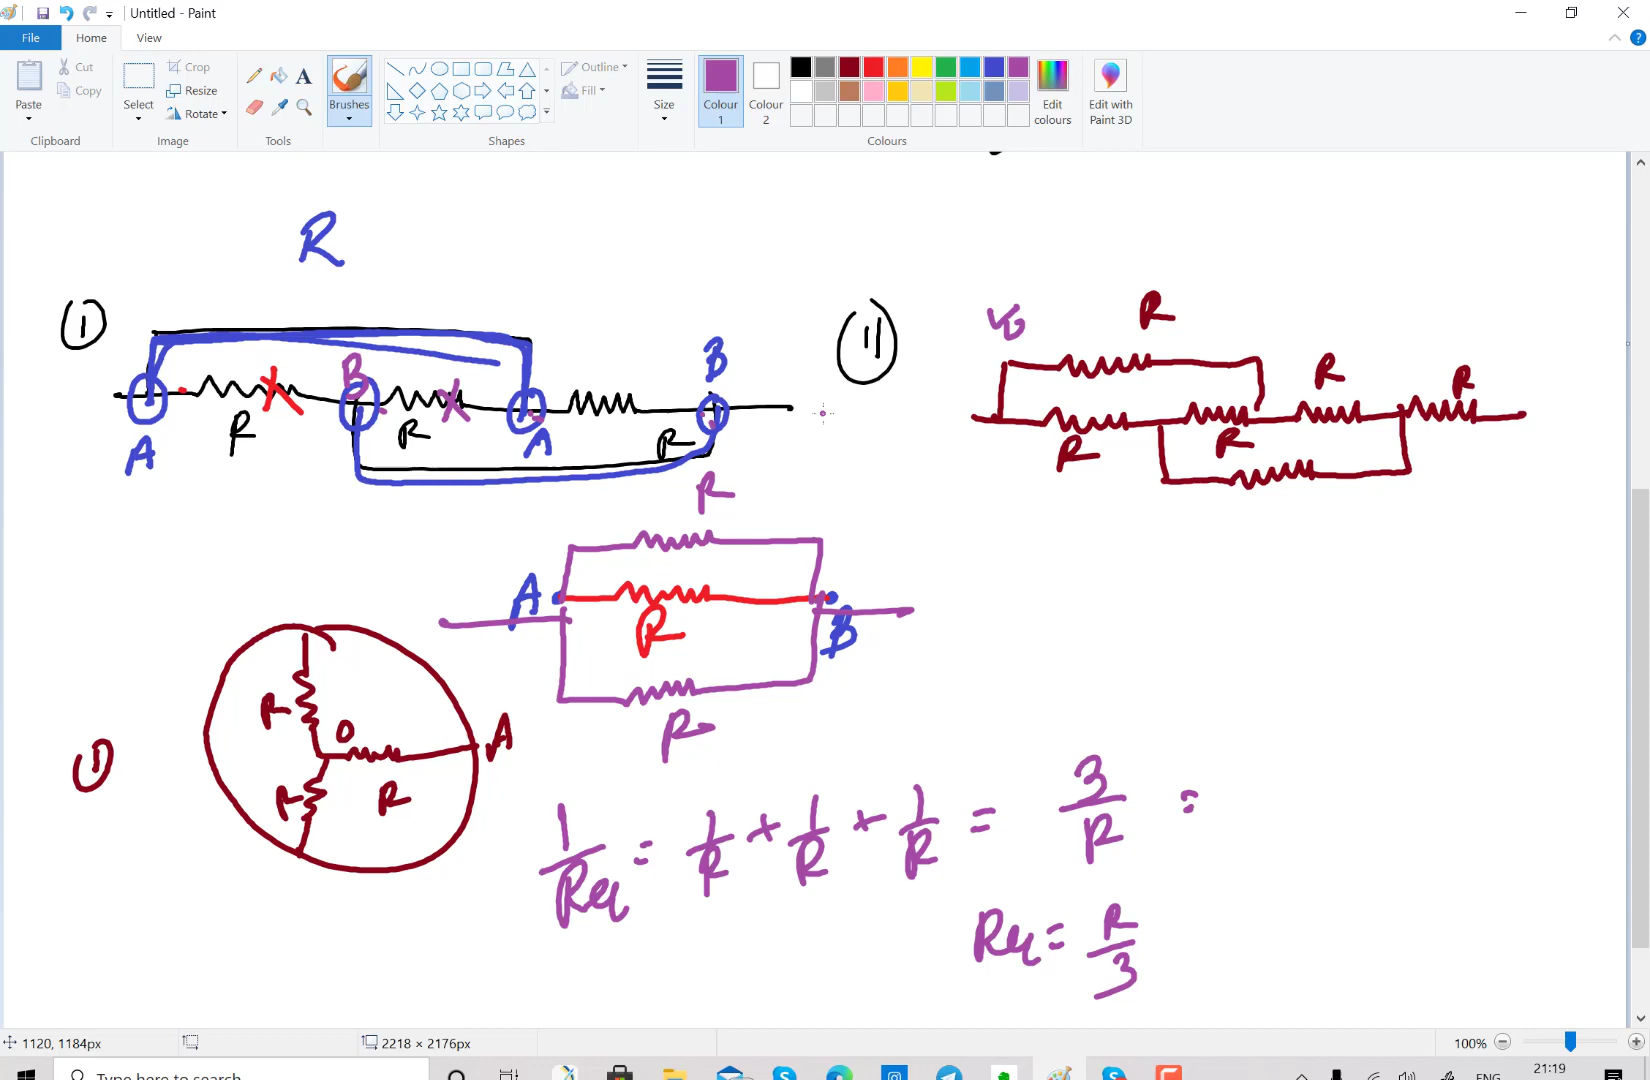 Untitled - Paint
File
Home
View
Paste
Cut
Copy
Clipboard
Select
Crop
Resize
Rotate
Image
Tools
Brushes
Shapes
Outline
Fill
Size
Colour 1
Colour 2
Edit colours
Edit with Paint 3D
Colours
R
R
B
B
R
R
A
R
R
R
A
R
R
R
A
R
B
R
R
O
A
R
R
1/Req = 1/R + 1/R + 1/R = 3/R =
Req = R/3
1120, 1184px
2218 × 2176px
100%
Type here to search
ENG
21:19